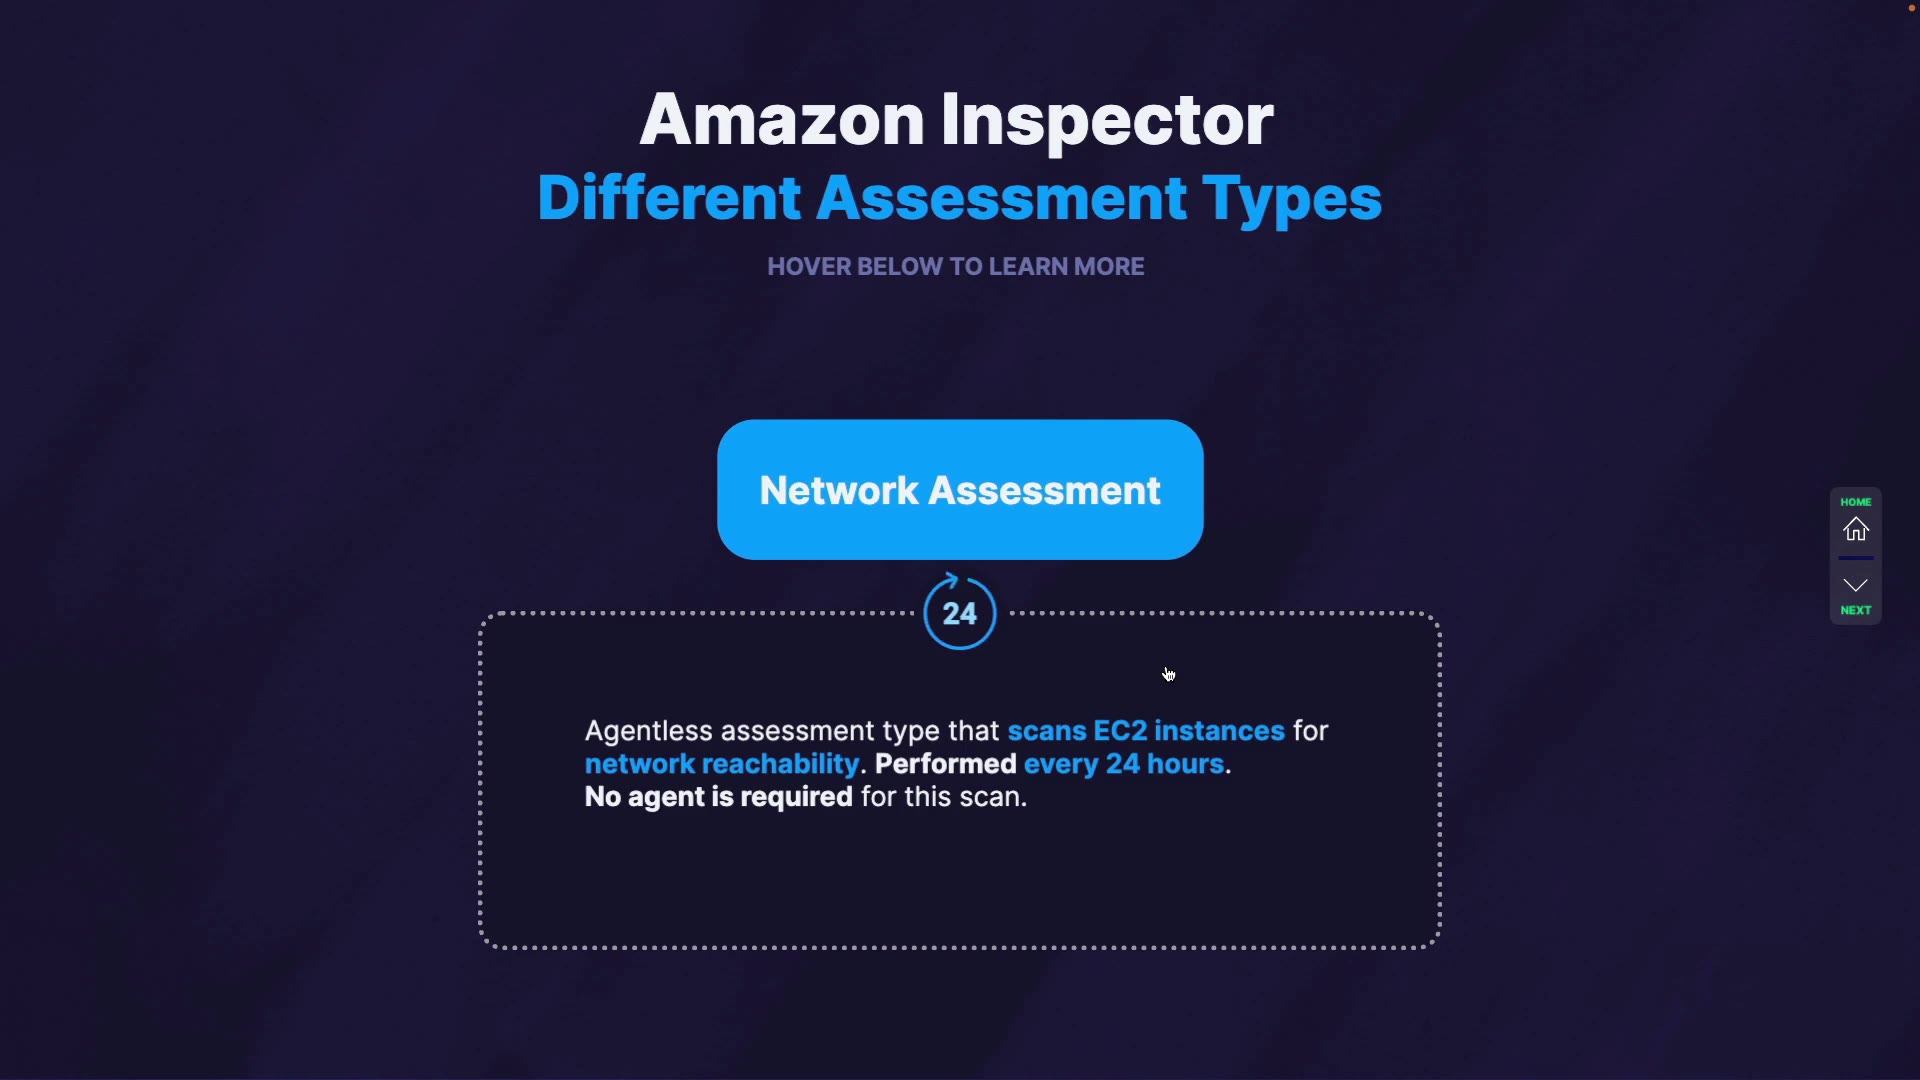 Amazon Inspector
Different Assessment Types
HOVER BELOW TO LEARN MORE
Network Assessment
24
Agentless assessment type that scans EC2 instances for
network reachability. Performed every 24 hours.
No agent is required for this scan.
HOME
NEXT